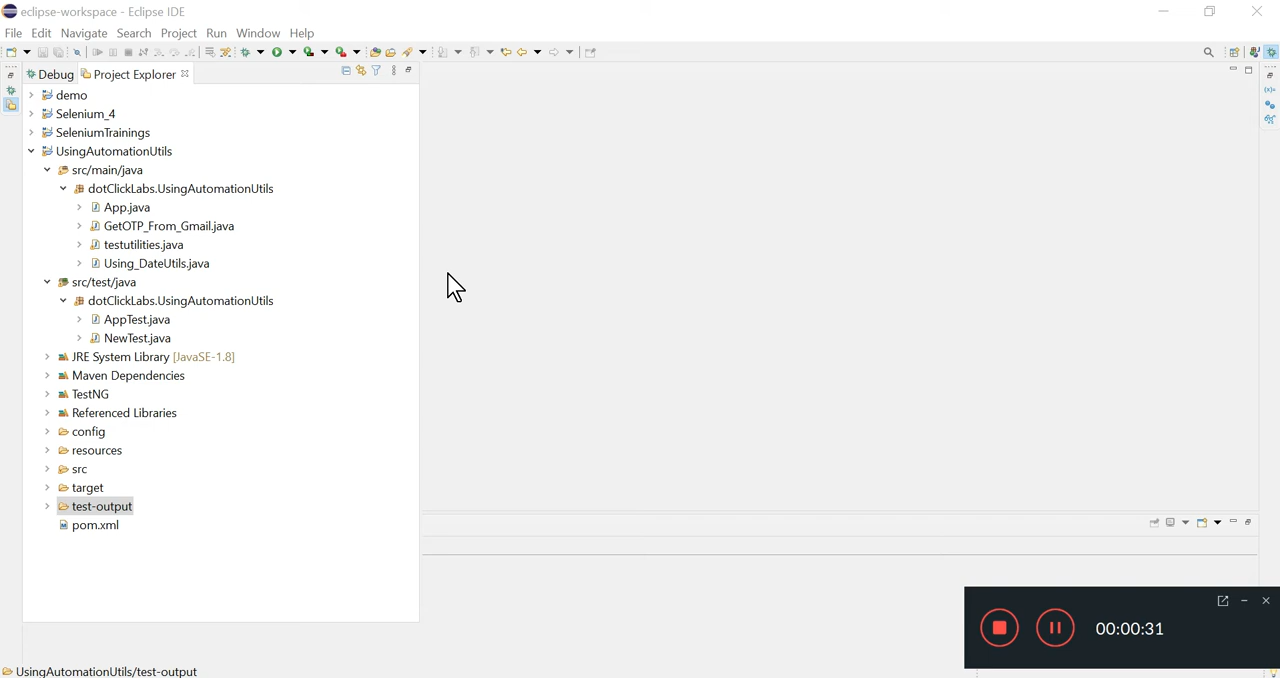 eclipse-workspace - Eclipse IDE
File Edit Navigate Search Project Run Window Help
Debug Project Explorer
demo
Selenium_4
SeleniumTrainings
UsingAutomationUtils
src/main/java
dotClickLabs.UsingAutomationUtils
App.java
GetOTP_From_Gmail.java
testutilities.java
Using_DateUtils.java
src/test/java
dotClickLabs.UsingAutomationUtils
AppTest.java
NewTest.java
JRE System Library [JavaSE-1.8]
Maven Dependencies
TestNG
Referenced Libraries
config
resources
src
target
test-output
pom.xml
00:00:31
UsingAutomationUtils/test-output